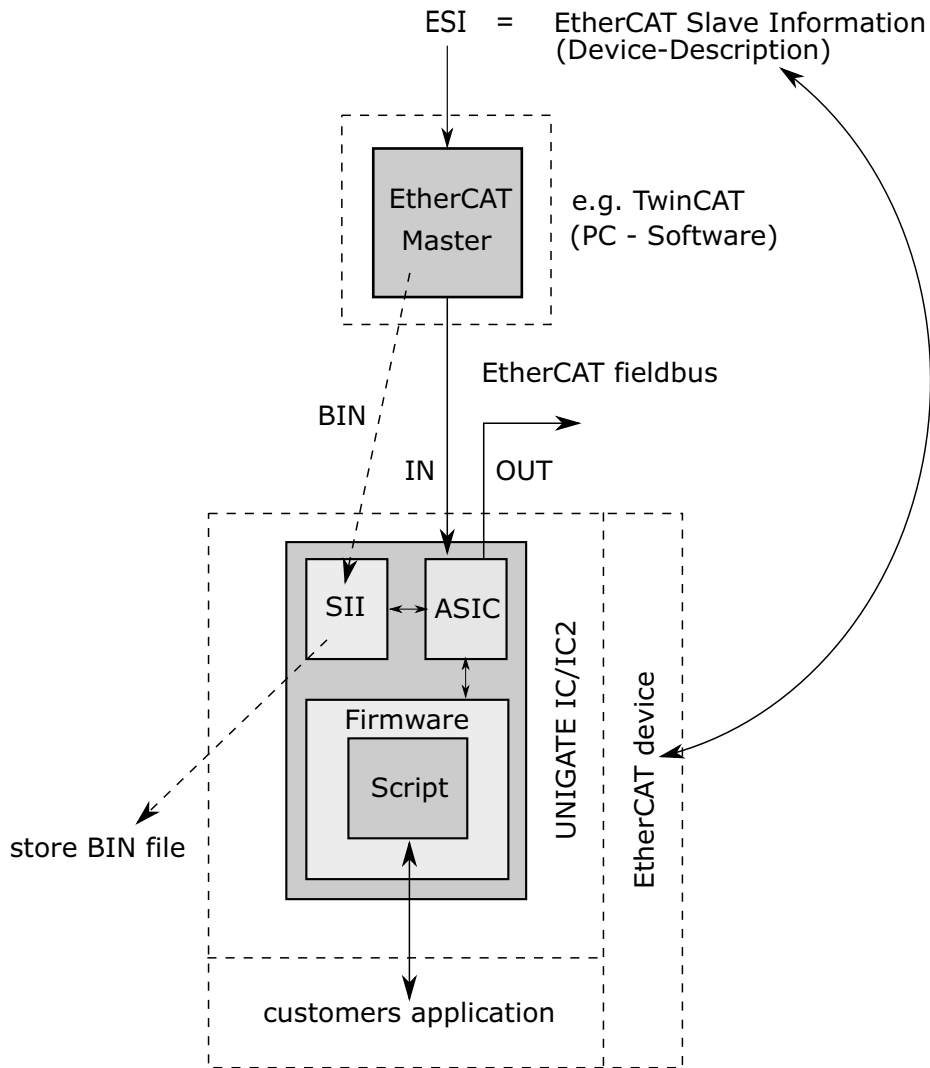 ESI = EtherCAT Slave Information
(Device-Description)
EtherCAT
Master
e.g. TwinCAT
(PC - Software)
EtherCAT fieldbus
BIN
IN
OUT
SII
ASIC
Firmware
Script
UNIGATE IC/IC2
EtherCAT device
store BIN file
customers application